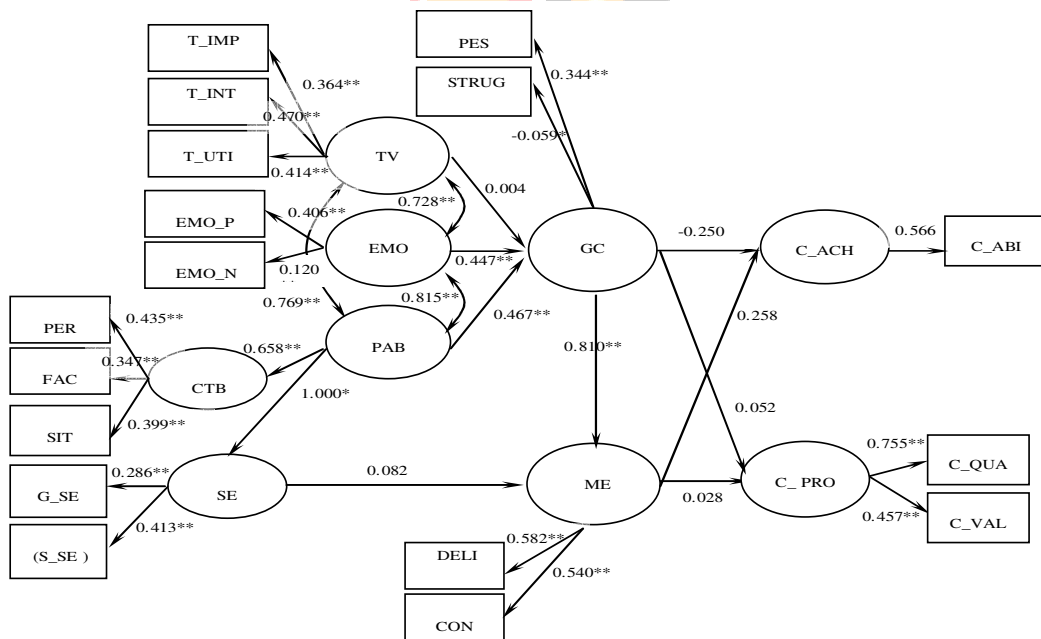 T_IMP
PES
0.364**
0.344**
T_INT
STRUG
0.470**
-0.059*
T_UTI
TV
0.414**
0.004
0.728**
EMO_P
0.406**
EMO
GC
-0.250
C_ACH
0.566
C_ABI
EMO_N
0.120
**
0.447**
0.769**
0.815**
0.467**
0.258
PER
0.435**
0.658**
PAB
0.810**
FAC
0.347**
CTB
1.000*
0.052
SIT
0.399**
0.755**
C_QUA
G_SE
0.286**
SE
0.082
ME
0.028
C_ PRO
0.457**
C_VAL
(S_SE )
0.413**
DELI
0.582**
0.540**
CON